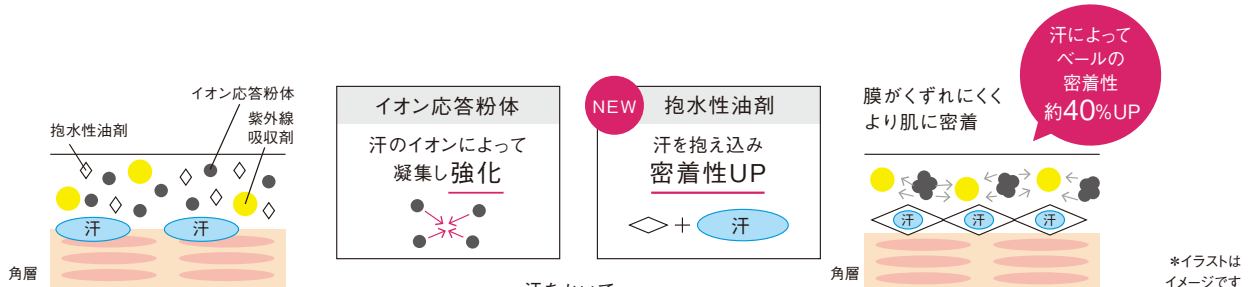 イオン応答粉体
抱水性油剤
紫外線
吸収剤
汗
汗
角層
イオン応答粉体
汗のイオンによって
凝集し強化
NEW
抱水性油剤
汗を抱え込み
密着性UP
+
汗
膜がくずれにくく
より肌に密着
汗によって
ベールの
密着性
約40%UP
汗
汗
汗
角層
*イラストは
イメージです